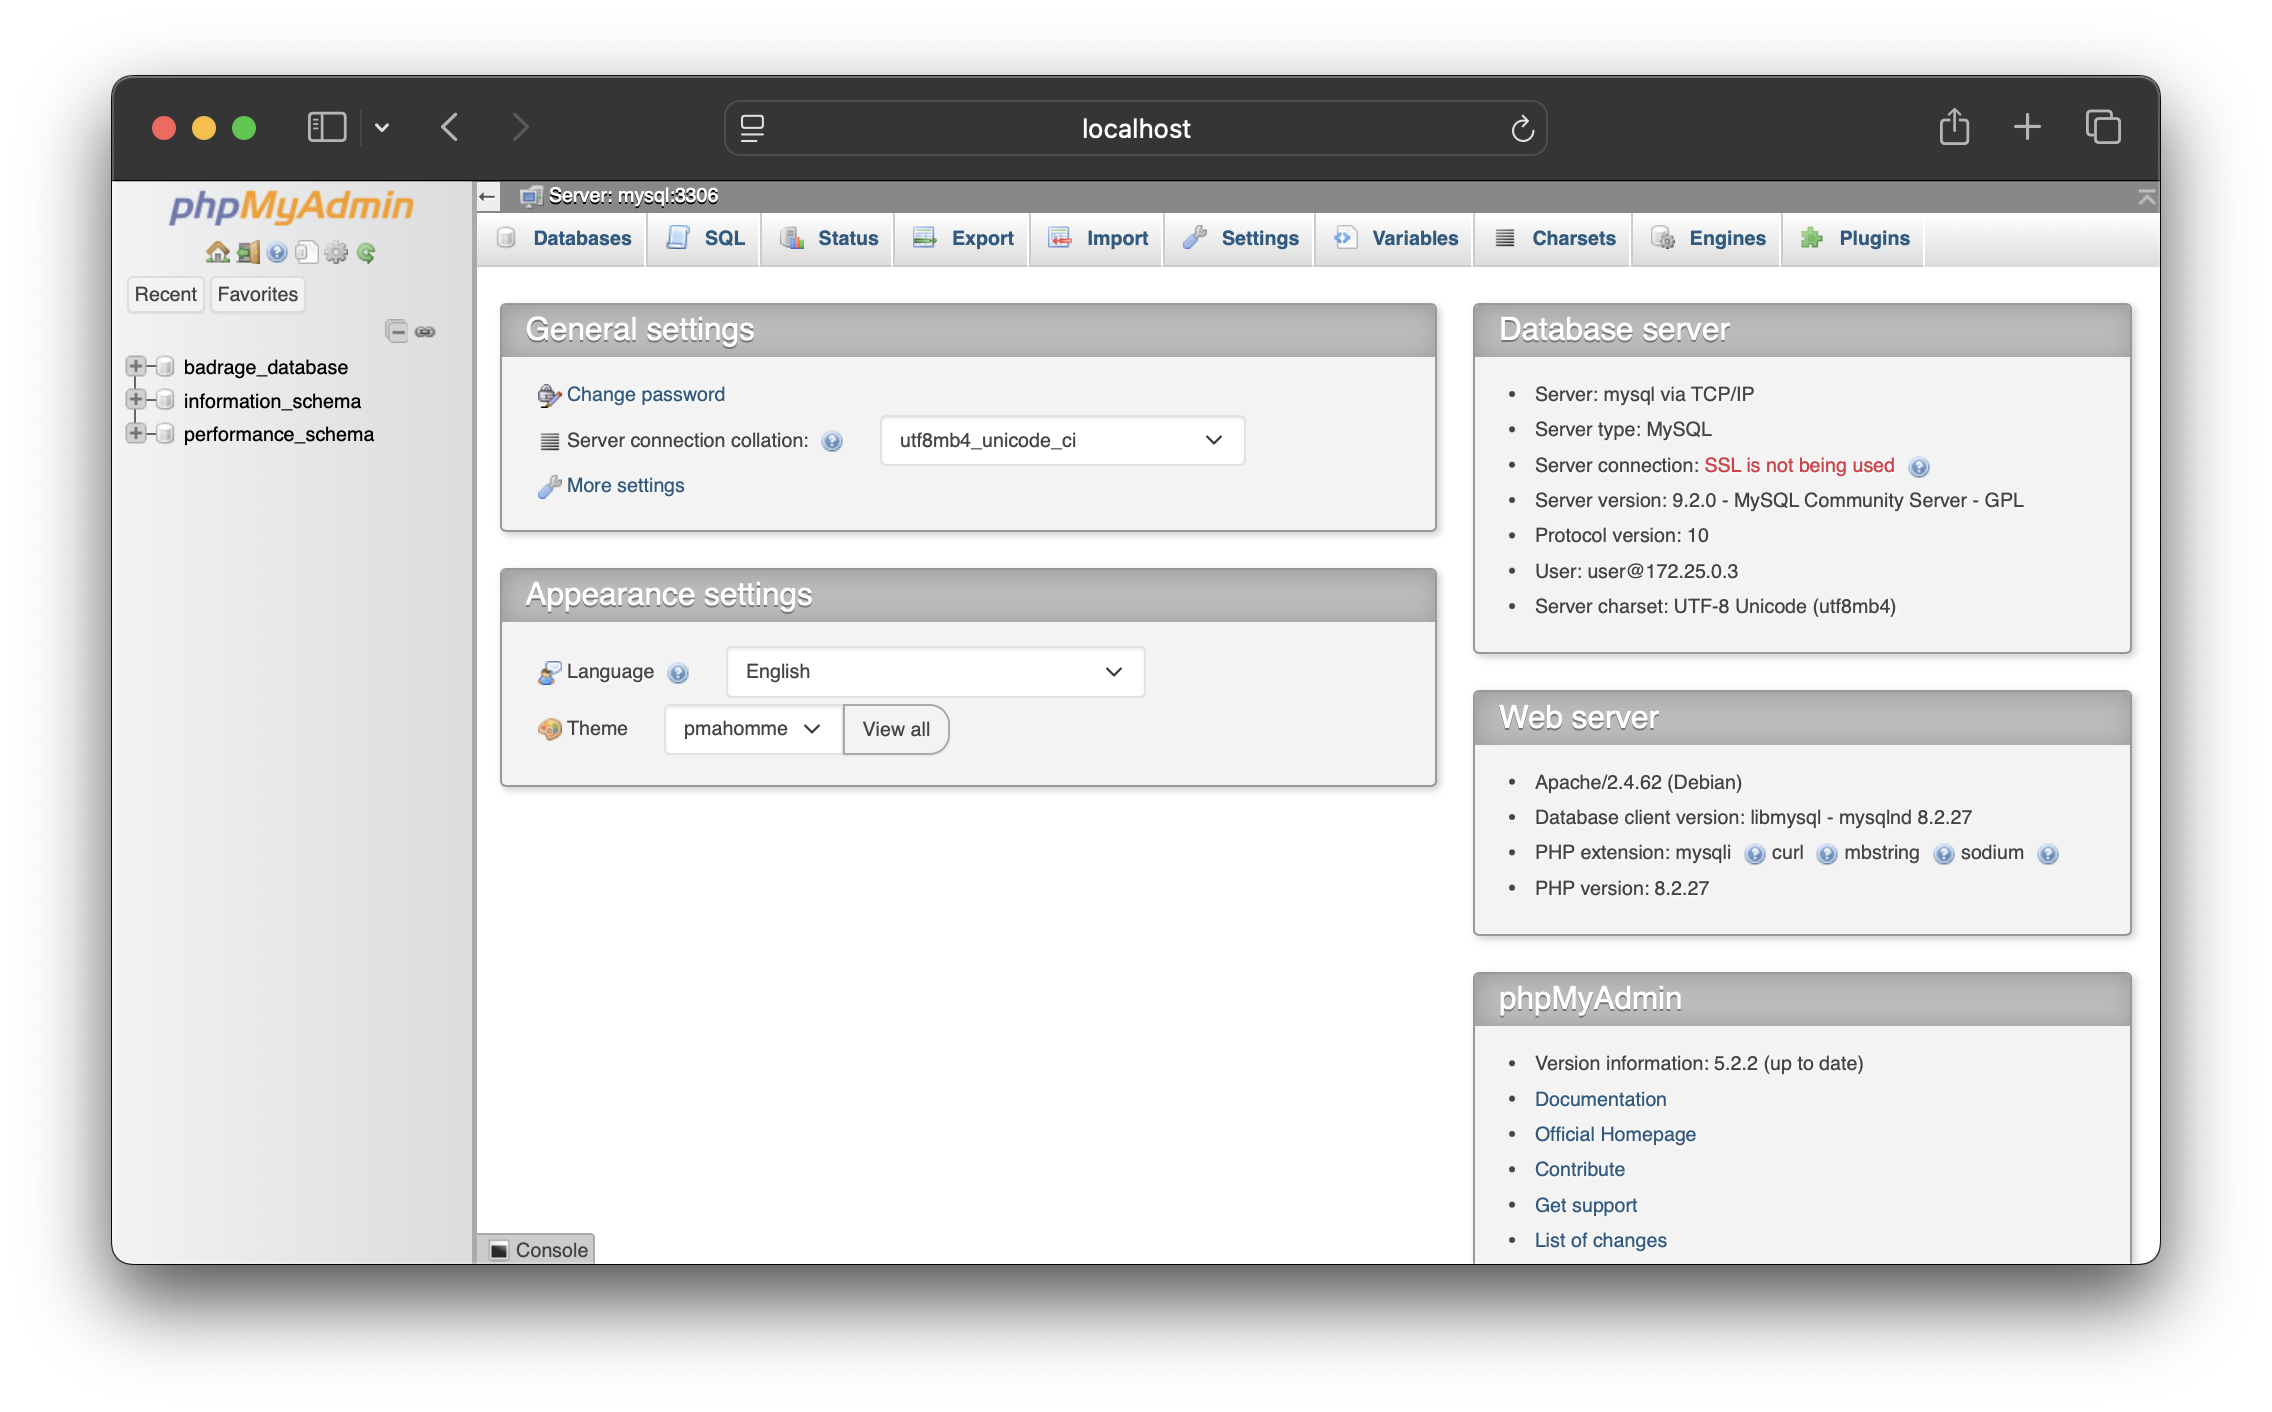 localhost
phpMyAdmin
Recent Favorites
badrage_database
information_schema
performance_schema
Server: mysql:3306
Databases SQL Status Export Import Settings Variables Charsets Engines Plugins
General settings
Change password
Server connection collation: utf8mb4_unicode_ci
More settings
Appearance settings
Language English
Theme pmahomme View all
Database server
Server: mysql via TCP/IP
Server type: MySQL
Server connection: SSL is not being used
Server version: 9.2.0 - MySQL Community Server - GPL
Protocol version: 10
User: user@172.25.0.3
Server charset: UTF-8 Unicode (utf8mb4)
Web server
Apache/2.4.62 (Debian)
Database client version: libmysql - mysqlnd 8.2.27
PHP extension: mysqli curl mbstring sodium
PHP version: 8.2.27
phpMyAdmin
Version information: 5.2.2 (up to date)
Documentation
Official Homepage
Contribute
Get support
List of changes
Console